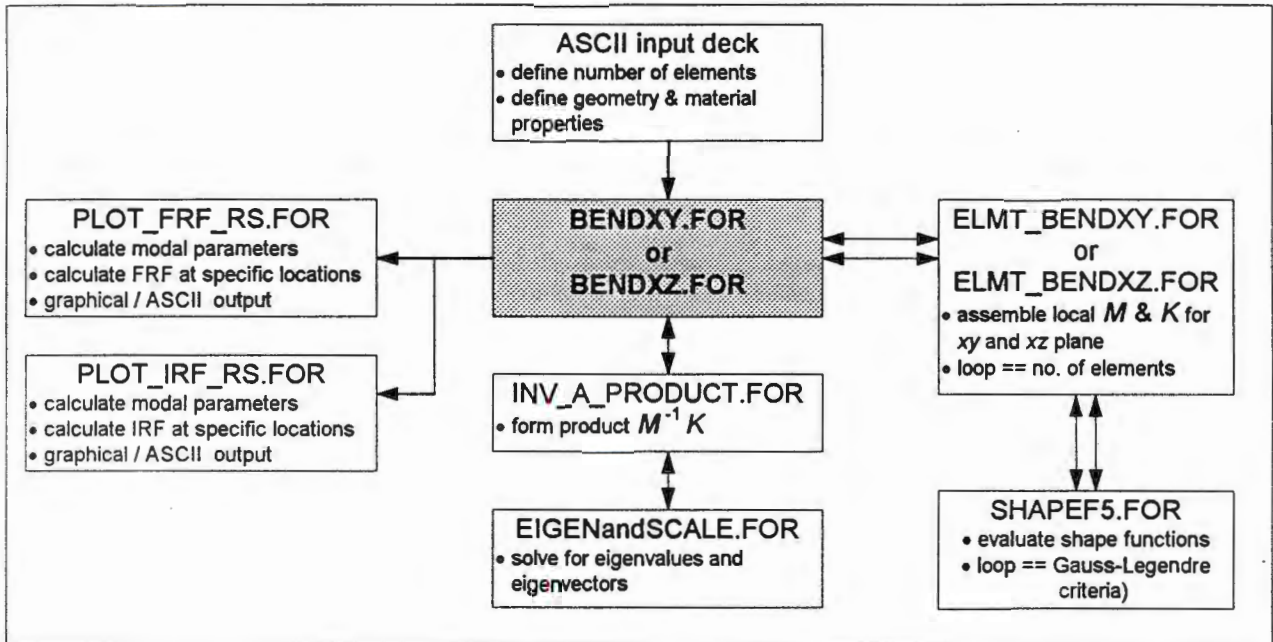 ASCII input deck
• define number of elements
• define geometry & material
properties
PLOT_FRF_RS.FOR
• calculate modal parameters
• calculate FRF at specific locations
• graphical / ASCII output
BENDXY.FOR
or
BENDXZ.FOR
ELMT_BENDXY.FOR
or
ELMT_BENDXZ.FOR
• assemble local M & K for
xy and xz plane
• loop == no. of elements
PLOT_IRF_RS.FOR
• calculate modal parameters
• calculate IRF at specific locations
• graphical / ASCII output
INV_A_PRODUCT.FOR
• form product M⁻¹ K
EIGENandSCALE.FOR
• solve for eigenvalues and
eigenvectors
SHAPEF5.FOR
• evaluate shape functions
• loop == Gauss-Legendre
criteria)